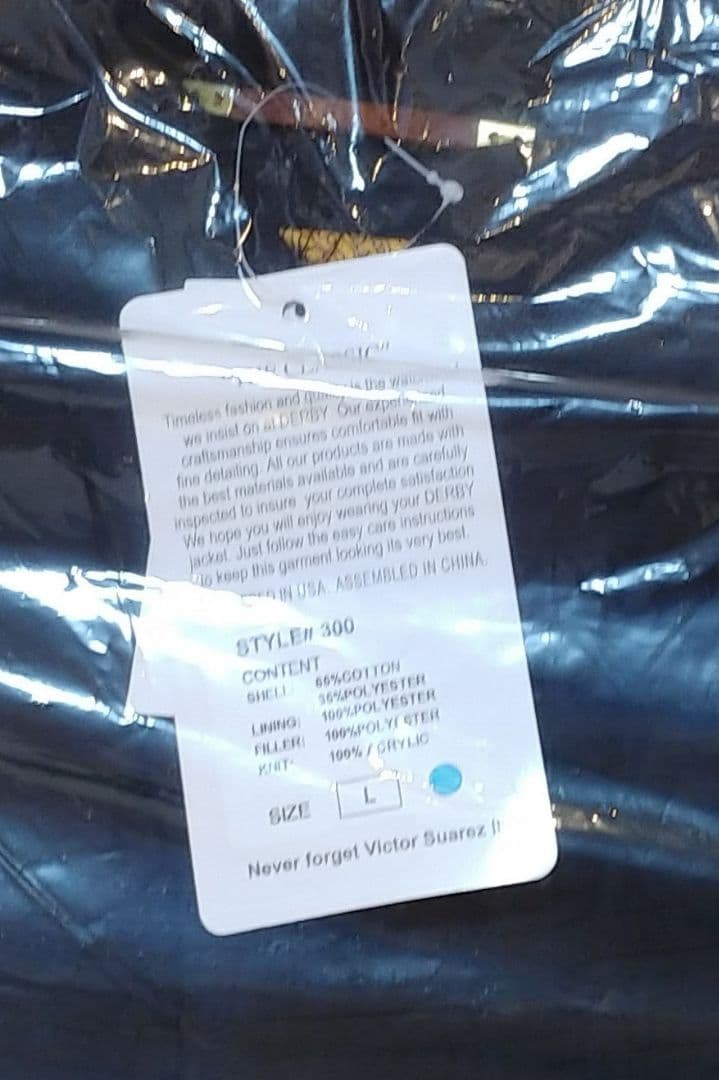 Timeless fashion and is the
we insist on at DERBY. Our experienced
craftsmanship ensures comfortable fit with
fine detailing. All our products are made with
the best materials available and are carefully
inspected to insure your complete satisfaction
We hope you will enjoy wearing your DERBY
jacket. Just follow the easy care instructions
to keep this garment looking its very best.
IN USA. ASSEMBLED IN CHINA.
STYLE# 300
CONTENT
SHELL: 65%COTTON
35%POLYESTER
LINING: 100%POLYESTER
FILLER: 100%POLYESTER
KNIT: 100% ACRYLIC
SIZE L
Never forget Victor Suarez